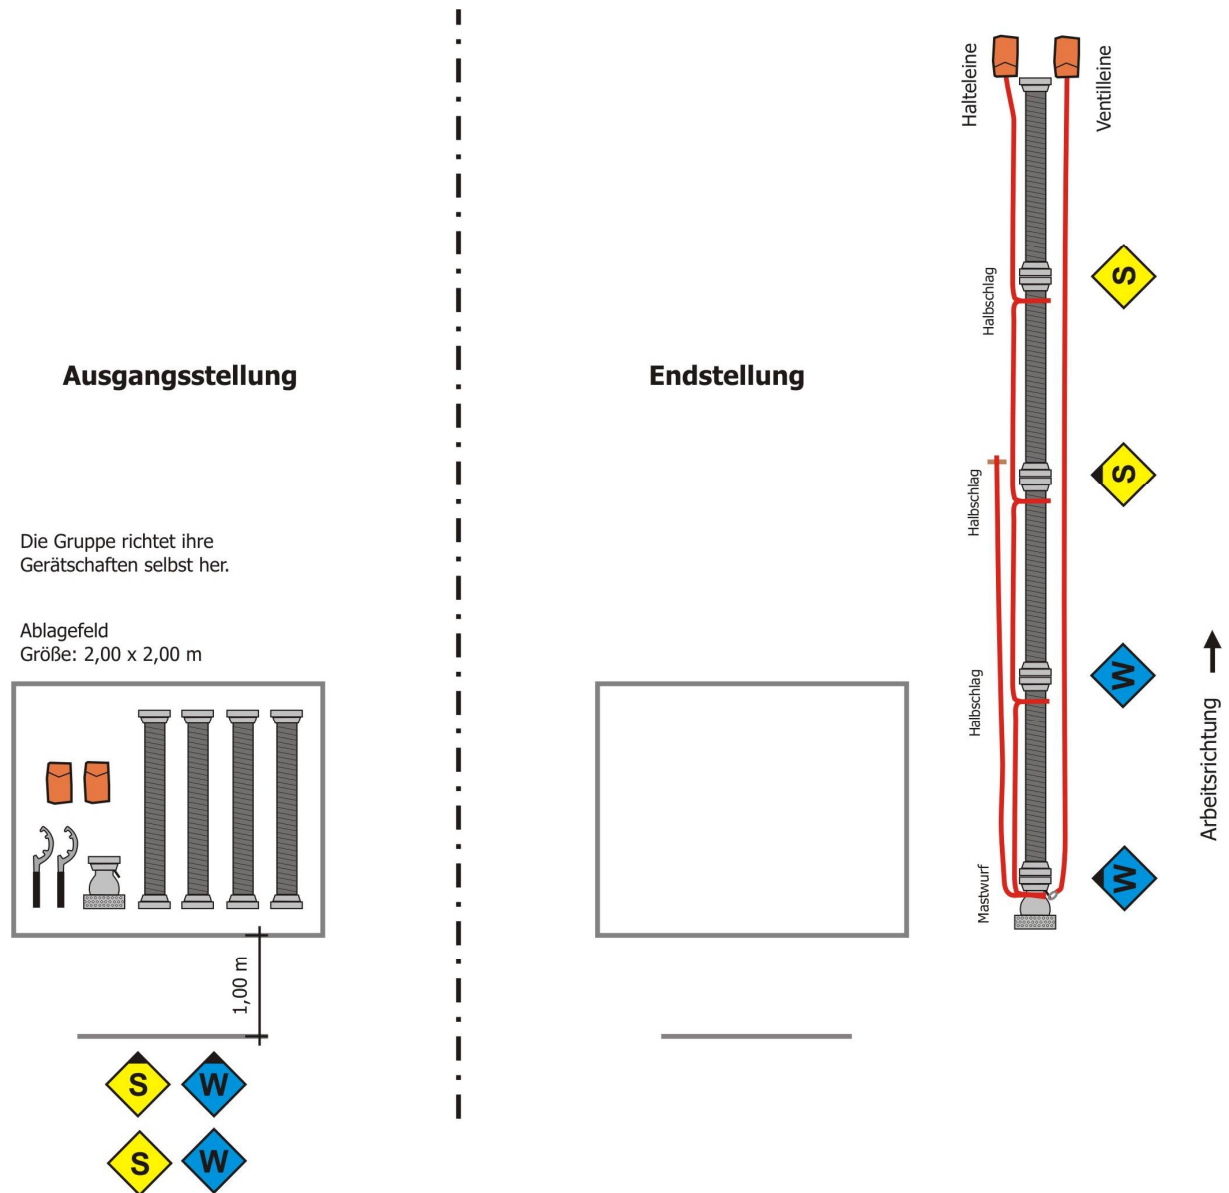 Ausgangsstellung
Die Gruppe richtet ihre
Gerätschaften selbst her.
Ablagefeld
Größe: 2,00 x 2,00 m
1,00 m
S
W
S
W
Endstellung
Halteleine
Ventilleine
Halbschlag
S
Halbschlag
S
Halbschlag
W
Mastwurf
W
Arbeitsrichtung